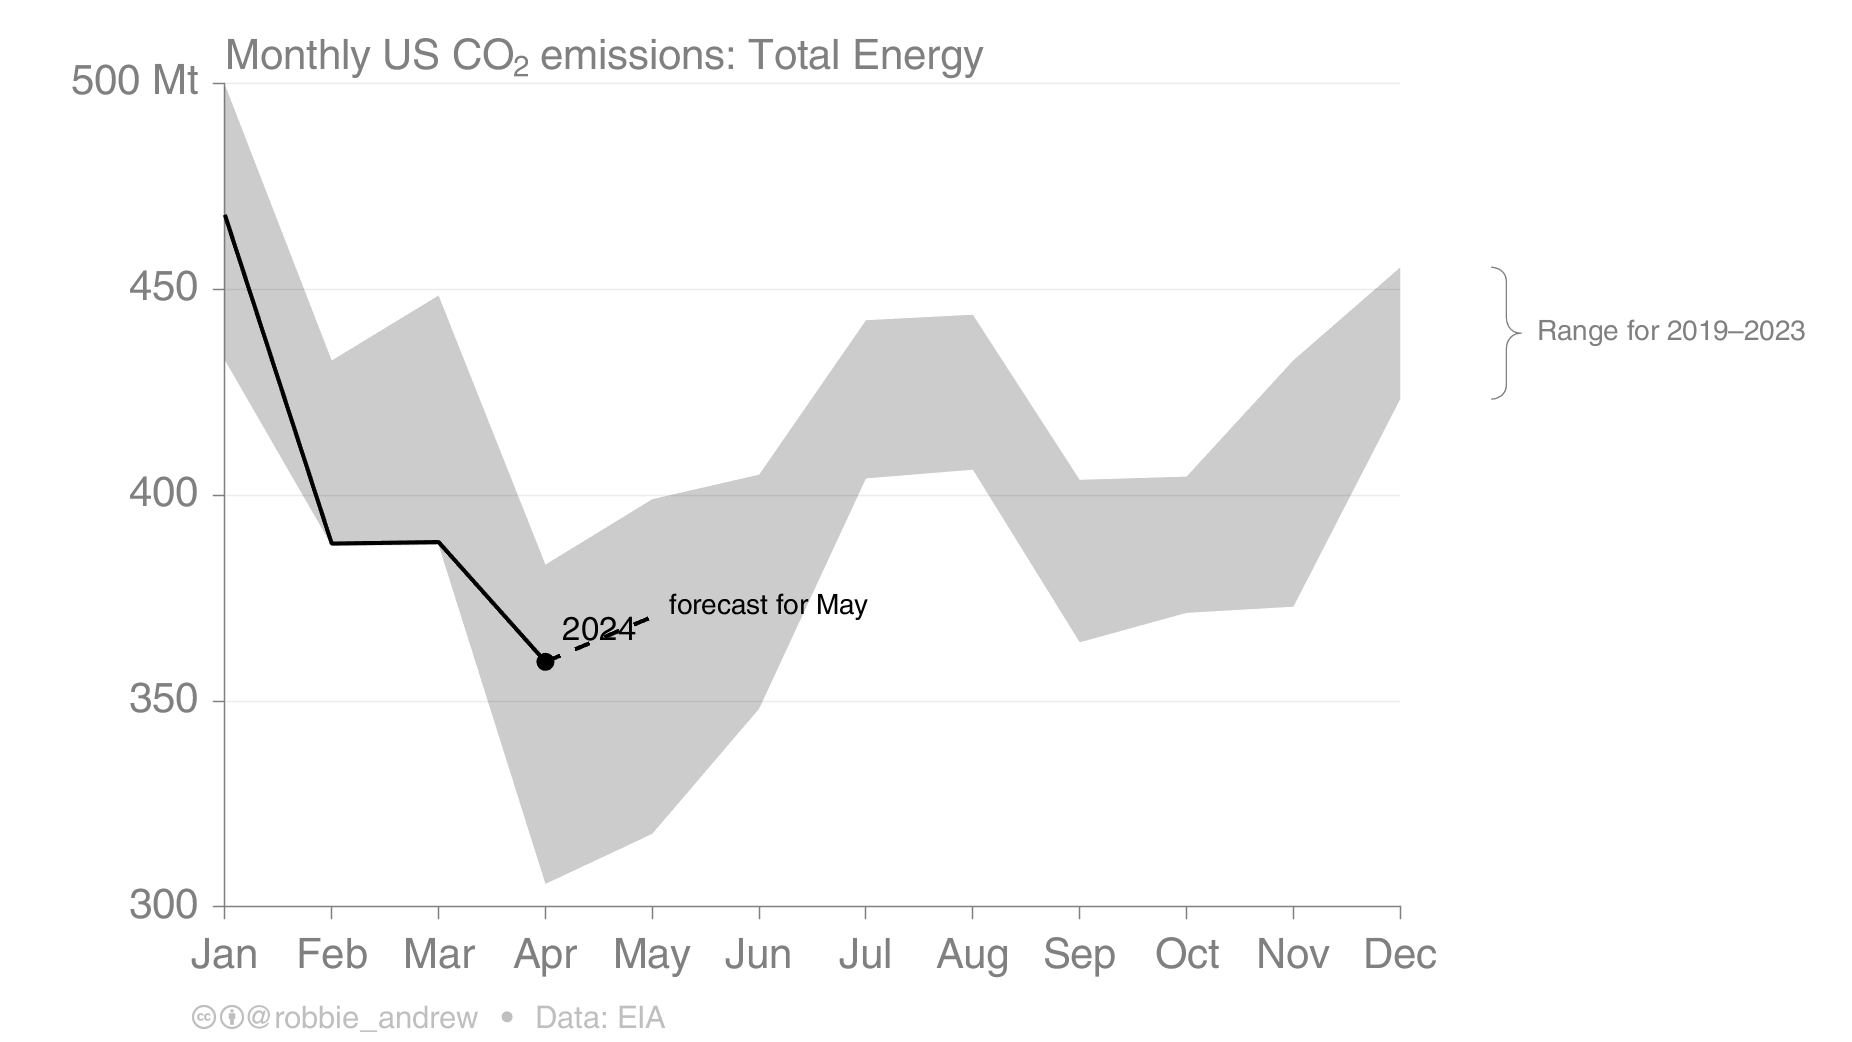 Monthly US CO₂ emissions: Total Energy
500 Mt
450
400
350
300
Range for 2019–2023
forecast for May
2024
Jan Feb Mar Apr May Jun Jul Aug Sep Oct Nov Dec
@robbie_andrew • Data: EIA